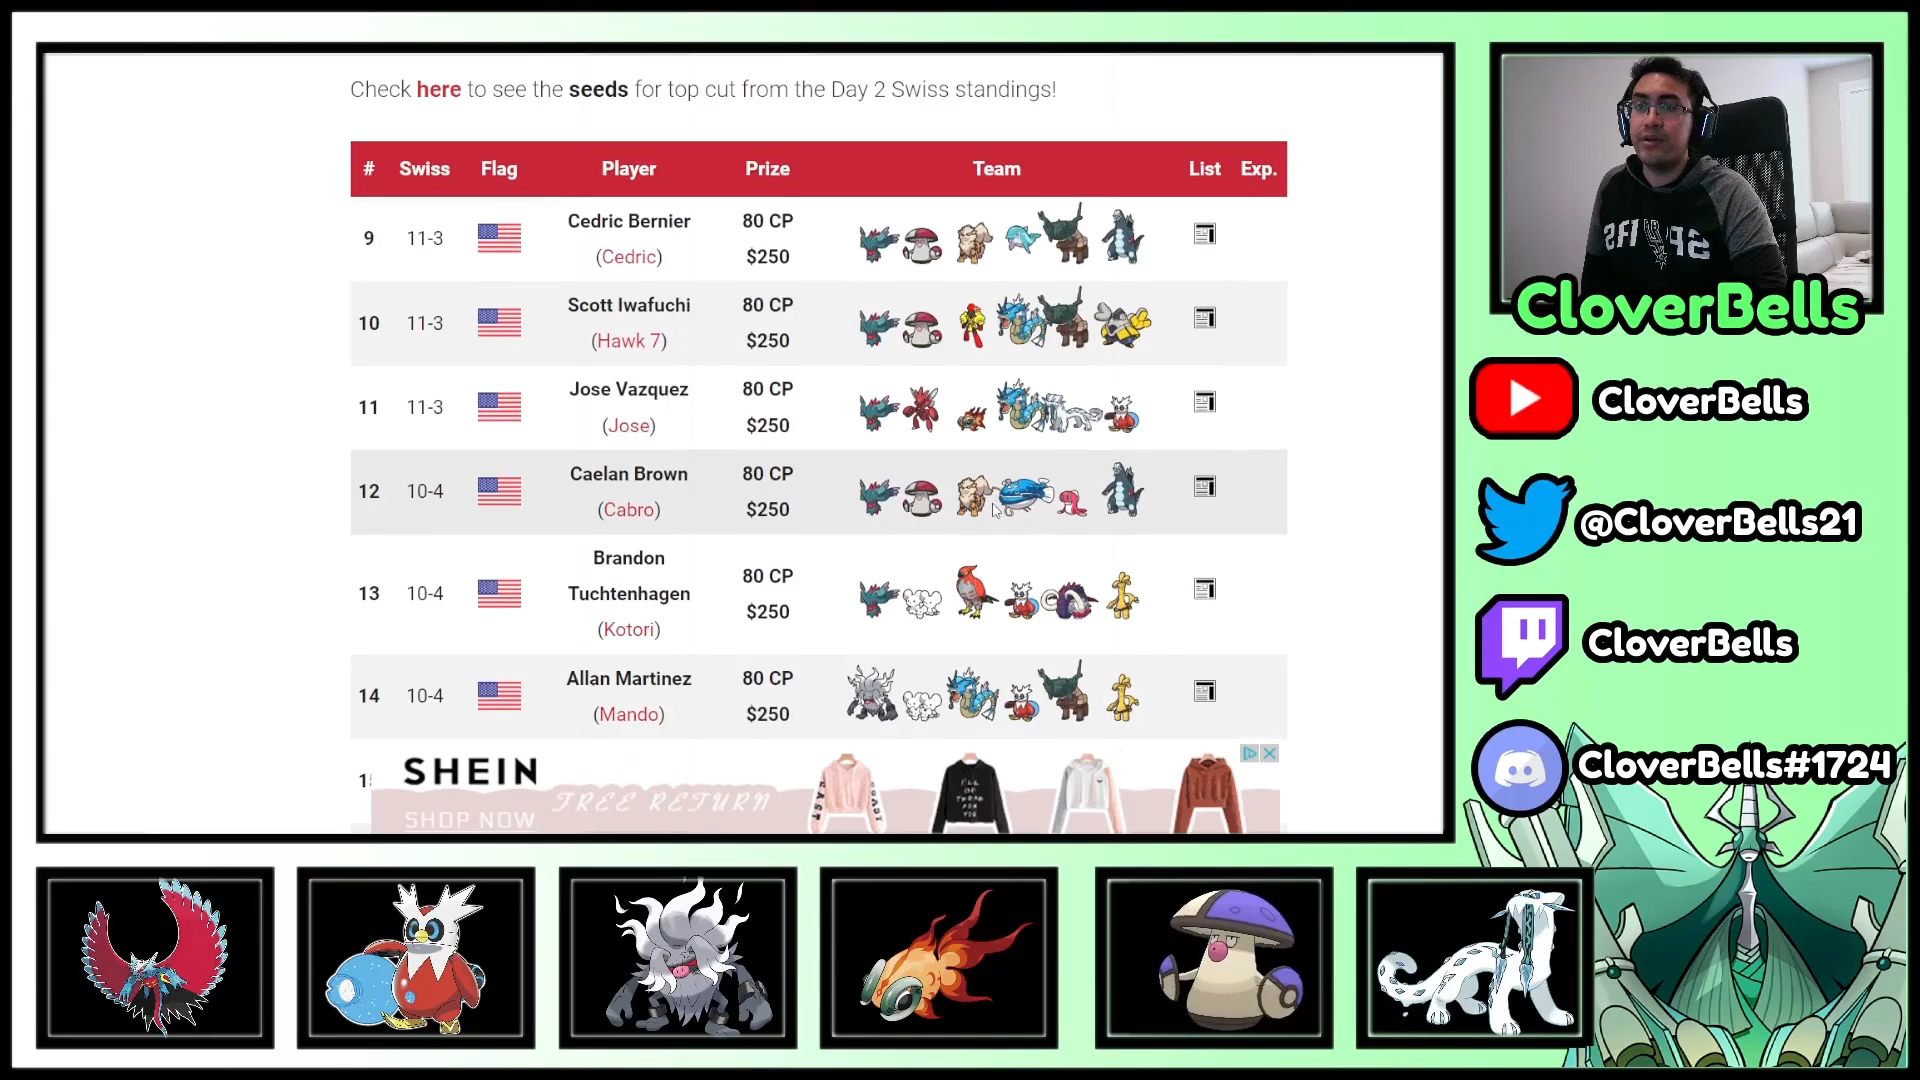 Check here to see the seeds for top cut from the Day 2 Swiss standings!
# Swiss Flag Player Prize Team List Exp.
9 11-3 Cedric Bernier (Cedric) 80 CP $250
10 11-3 Scott Iwafuchi (Hawk 7) 80 CP $250
11 11-3 Jose Vazquez (Jose) 80 CP $250
12 10-4 Caelan Brown (Cabro) 80 CP $250
13 10-4 Brandon Tuchtenhagen (Kotori) 80 CP $250
14 10-4 Allan Martinez (Mando) 80 CP $250
SHEIN
FREE RETURN
SHOP NOW
CloverBells
CloverBells
@CloverBells21
CloverBells
CloverBells#1724